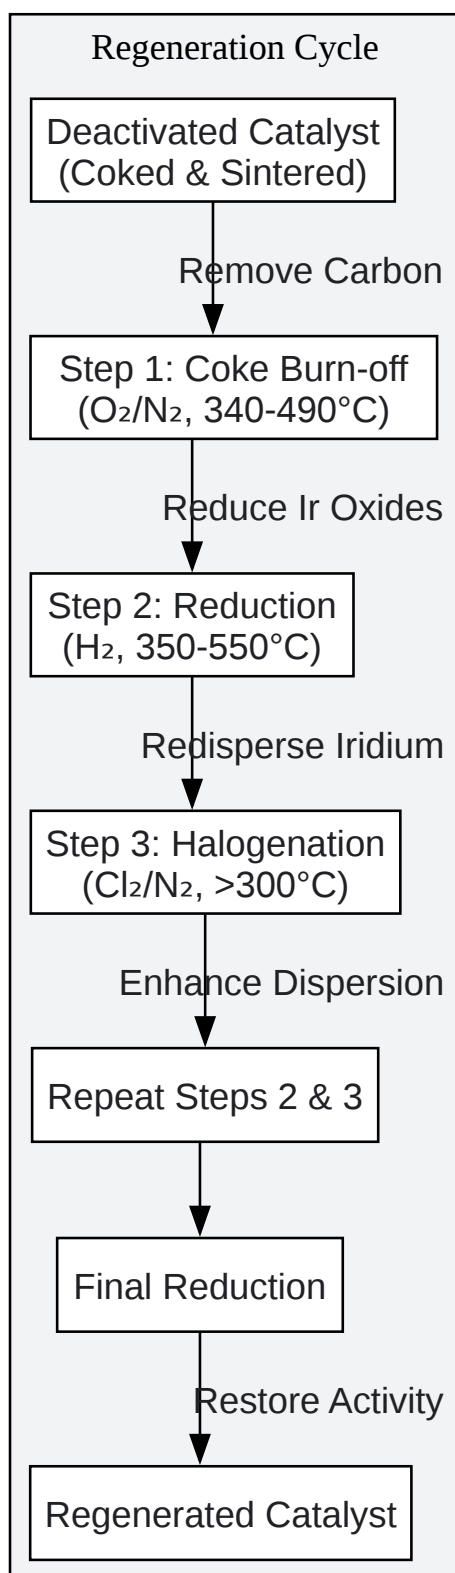 Regeneration Cycle
Deactivated Catalyst
(Coked & Sintered)
Remove Carbon
Step 1: Coke Burn-off
(O₂/N₂, 340-490°C)
Reduce Ir Oxides
Step 2: Reduction
(H₂, 350-550°C)
Redisperse Iridium
Step 3: Halogenation
(Cl₂/N₂, >300°C)
Enhance Dispersion
Repeat Steps 2 & 3
Final Reduction
Restore Activity
Regenerated Catalyst